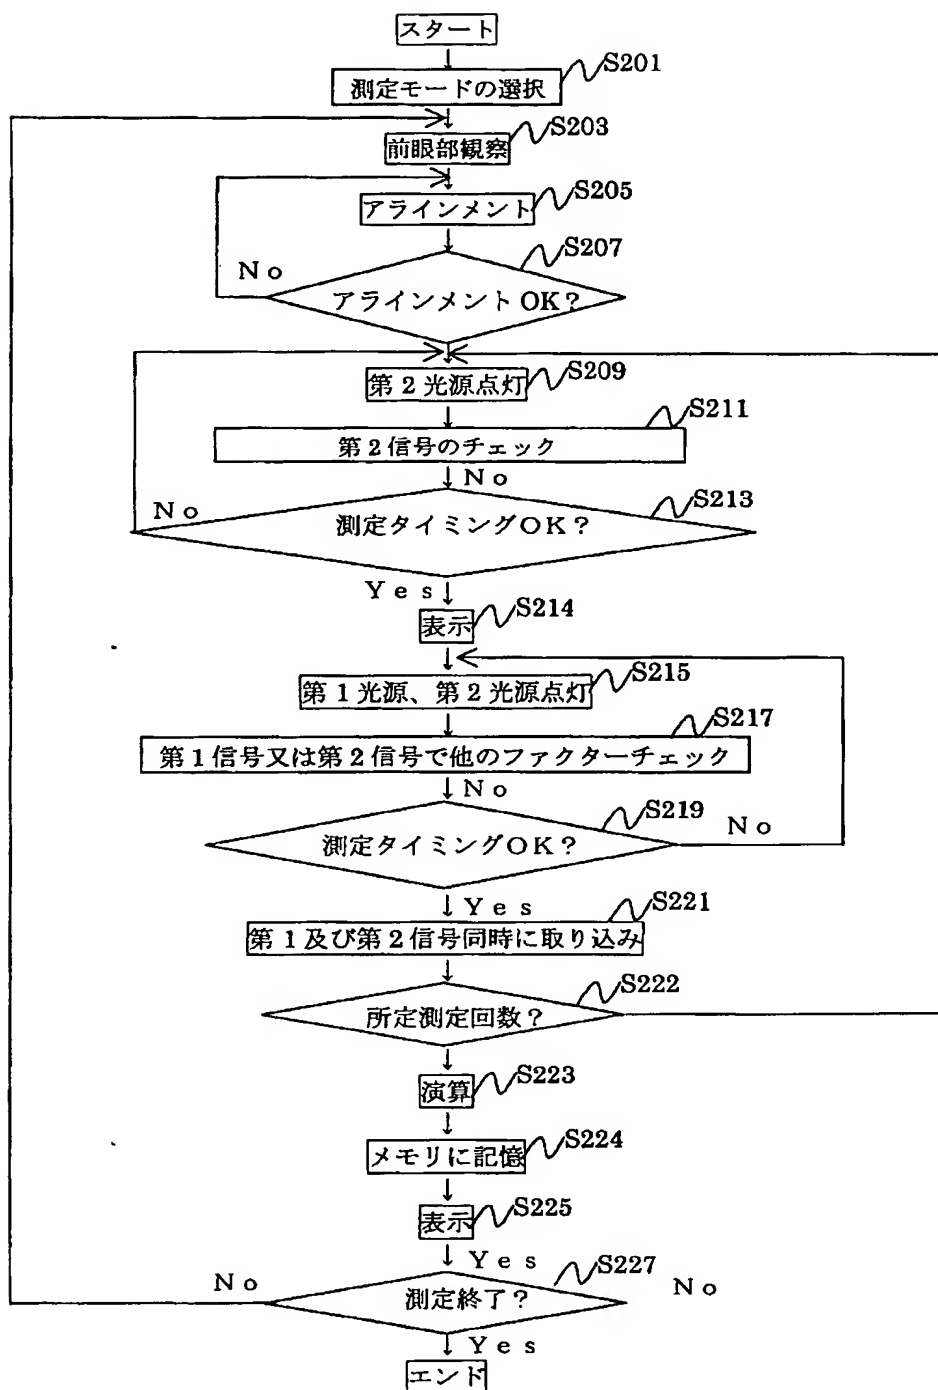 スタート
S201
測定モードの選択
S203
前眼部観察
S205
アラインメント
S207
No
アラインメントOK?
S209
第2光源点灯
S211
第2信号のチェック
No
S213
No
測定タイミングOK?
Yes
S214
表示
S215
第1光源、第2光源点灯
S217
第1信号又は第2信号で他のファクターチェック
No
S219
No
測定タイミングOK?
Yes
S221
第1及び第2信号同時に取り込み
S222
所定測定回数?
S223
演算
S224
メモリに記憶
S225
表示
Yes
S227
No
No
測定終了?
Yes
エンド